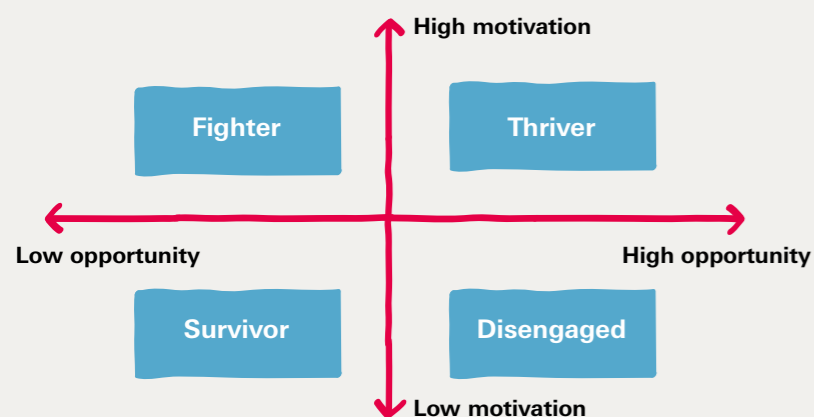 High motivation
Fighter
Thriver
Low opportunity
High opportunity
Survivor
Disengaged
Low motivation